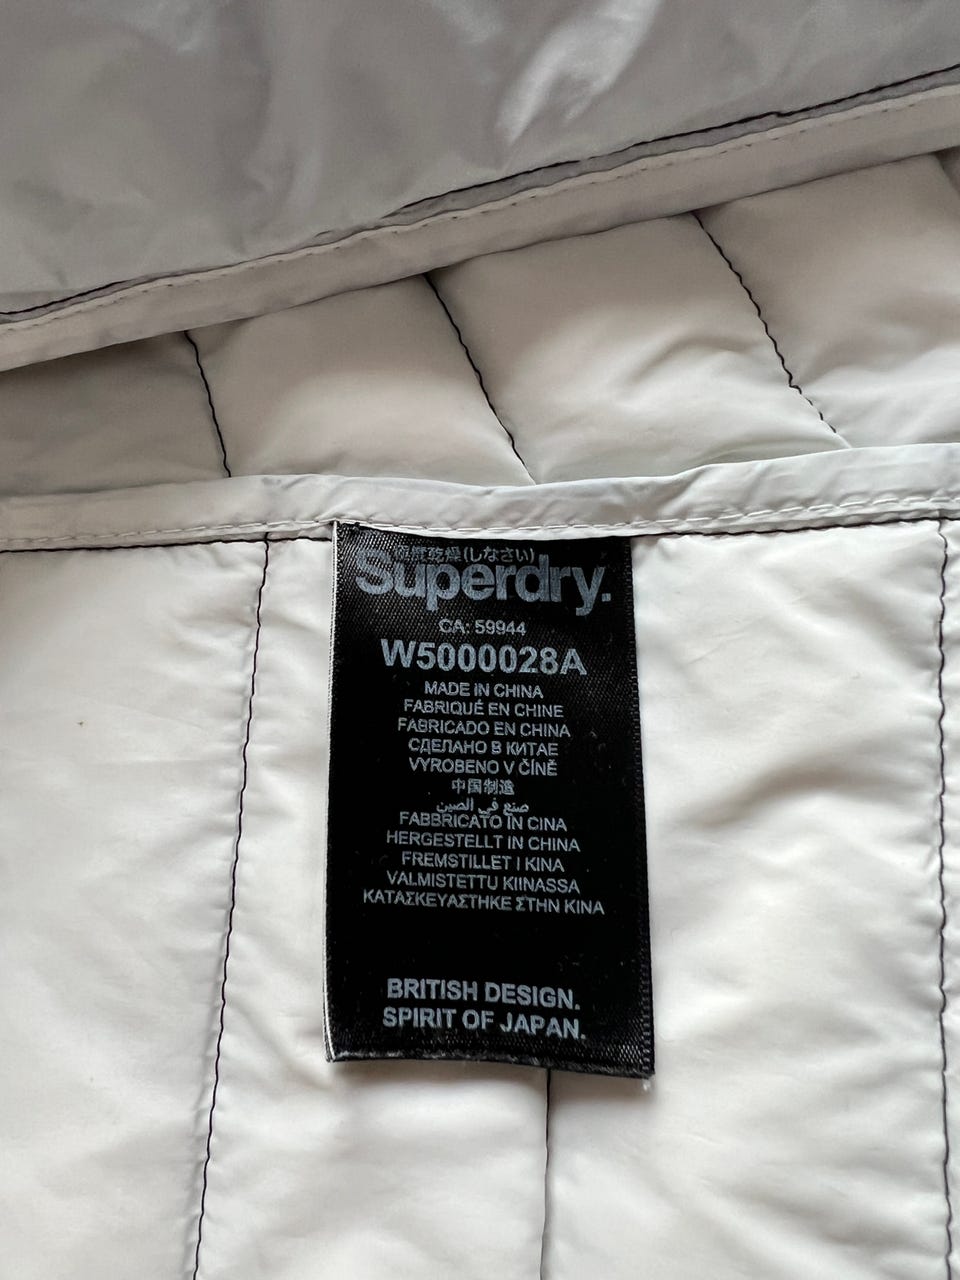 極度乾燥(しなさい)
Superdry.
CA: 59944
W5000028A
MADE IN CHINA
FABRIQUÉ EN CHINE
FABRICADO EN CHINA
СДЕЛАНО В КИТАЕ
VYROBENO V ČÍNĚ
中国制造
صنع في الصين
FABBRICATO IN CINA
HERGESTELLT IN CHINA
FREMSTILLET I KINA
VALMISTETTU KIINASSA
ΚΑΤΑΣΚΕΥΑΣΤΗΚΕ ΣΤΗΝ ΚΙΝΑ
BRITISH DESIGN.
SPIRIT OF JAPAN.